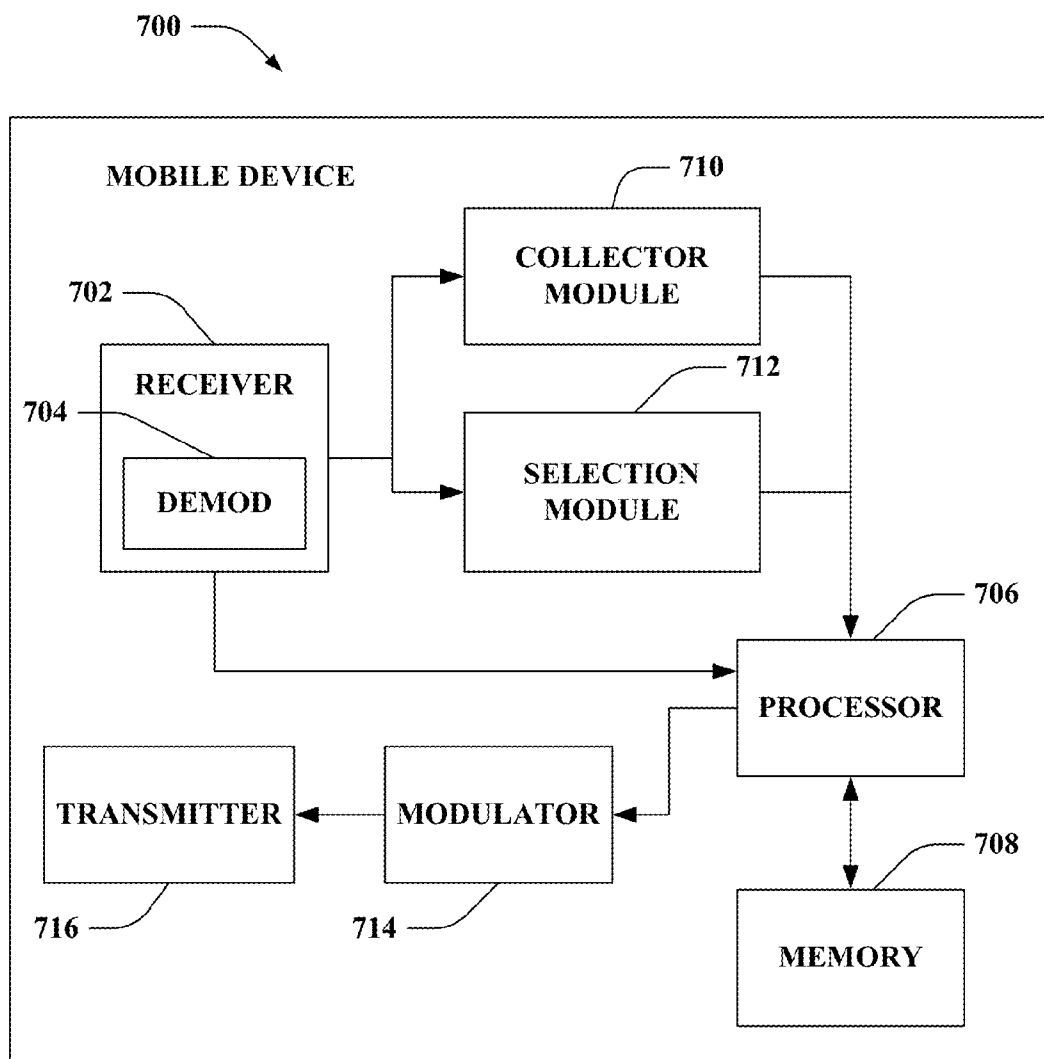 700
MOBILE DEVICE
710
COLLECTOR
MODULE
702
RECEIVER
712
704
SELECTION
MODULE
DEMOD
706
PROCESSOR
TRANSMITTER
MODULATOR
708
716
714
MEMORY